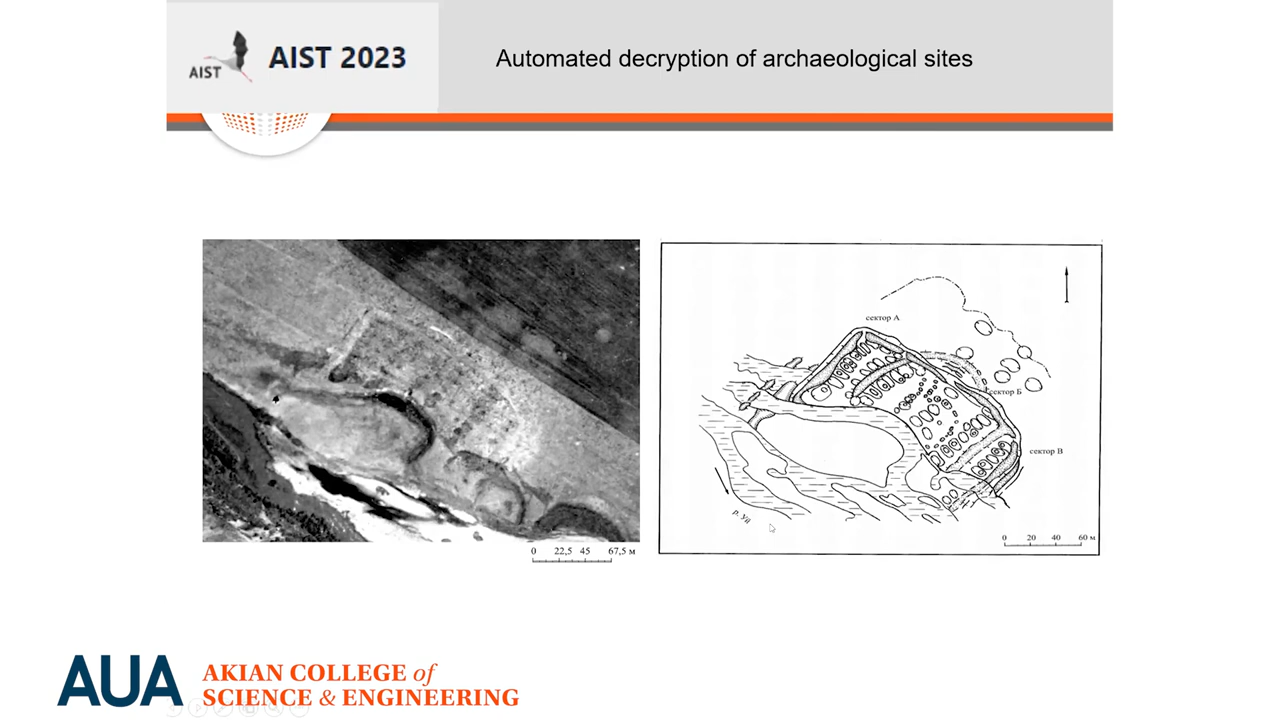 AIST
AIST 2023
Automated decryption of archaeological sites
сектор А
сектор Б
сектор В
р. Уй
0 22,5 45 67,5 м
0 20 40 60 м
AUA
AKIAN COLLEGE of
SCIENCE & ENGINEERING